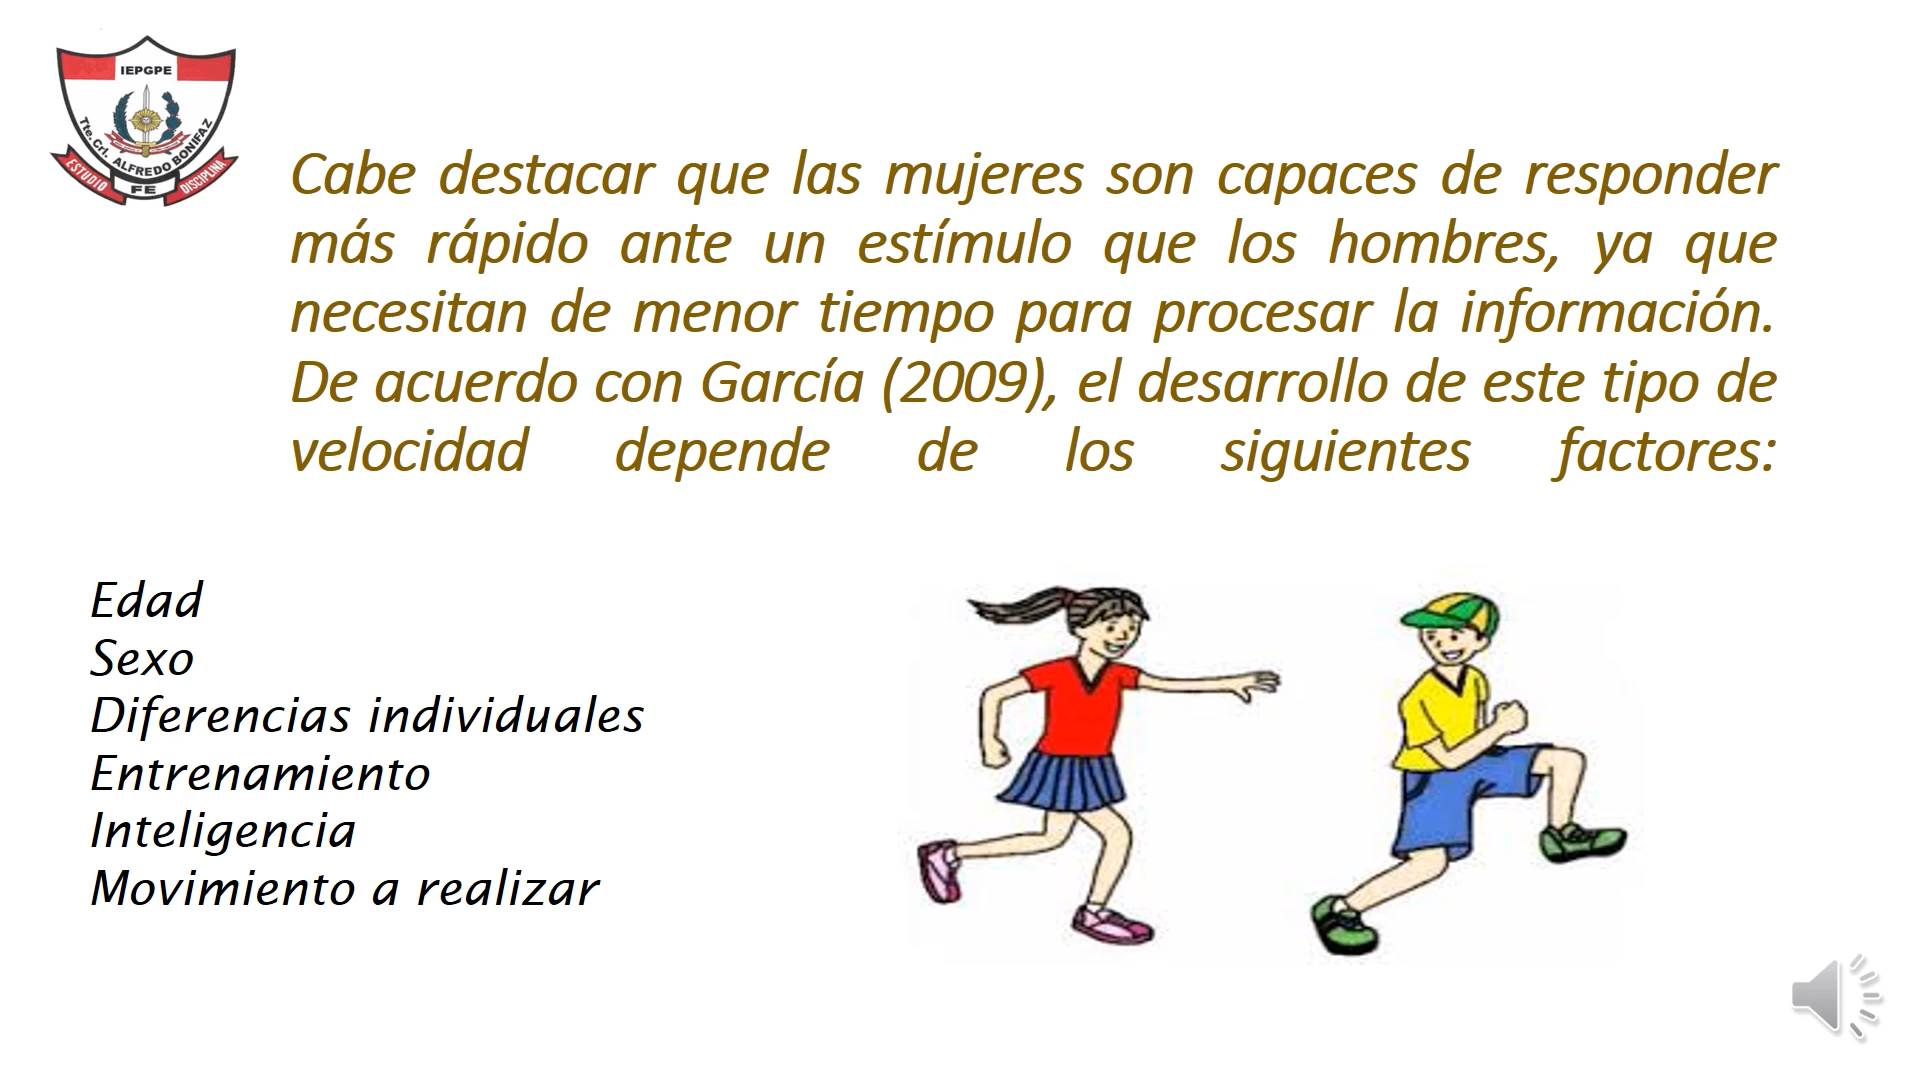 IEPGPE
Tte. Crl. ALFREDO BONIFAZ
ESTUDIO FE DISCIPLINA
Cabe destacar que las mujeres son capaces de responder
más rápido ante un estímulo que los hombres, ya que
necesitan de menor tiempo para procesar la información.
De acuerdo con García (2009), el desarrollo de este tipo de
velocidad depende de los siguientes factores:
Edad
Sexo
Diferencias individuales
Entrenamiento
Inteligencia
Movimiento a realizar